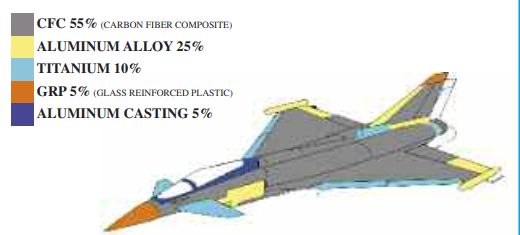 CFC 55% (CARBON FIBER COMPOSITE)
ALUMINUM ALLOY 25%
TITANIUM 10%
GRP 5% (GLASS REINFORCED PLASTIC)
ALUMINUM CASTING 5%